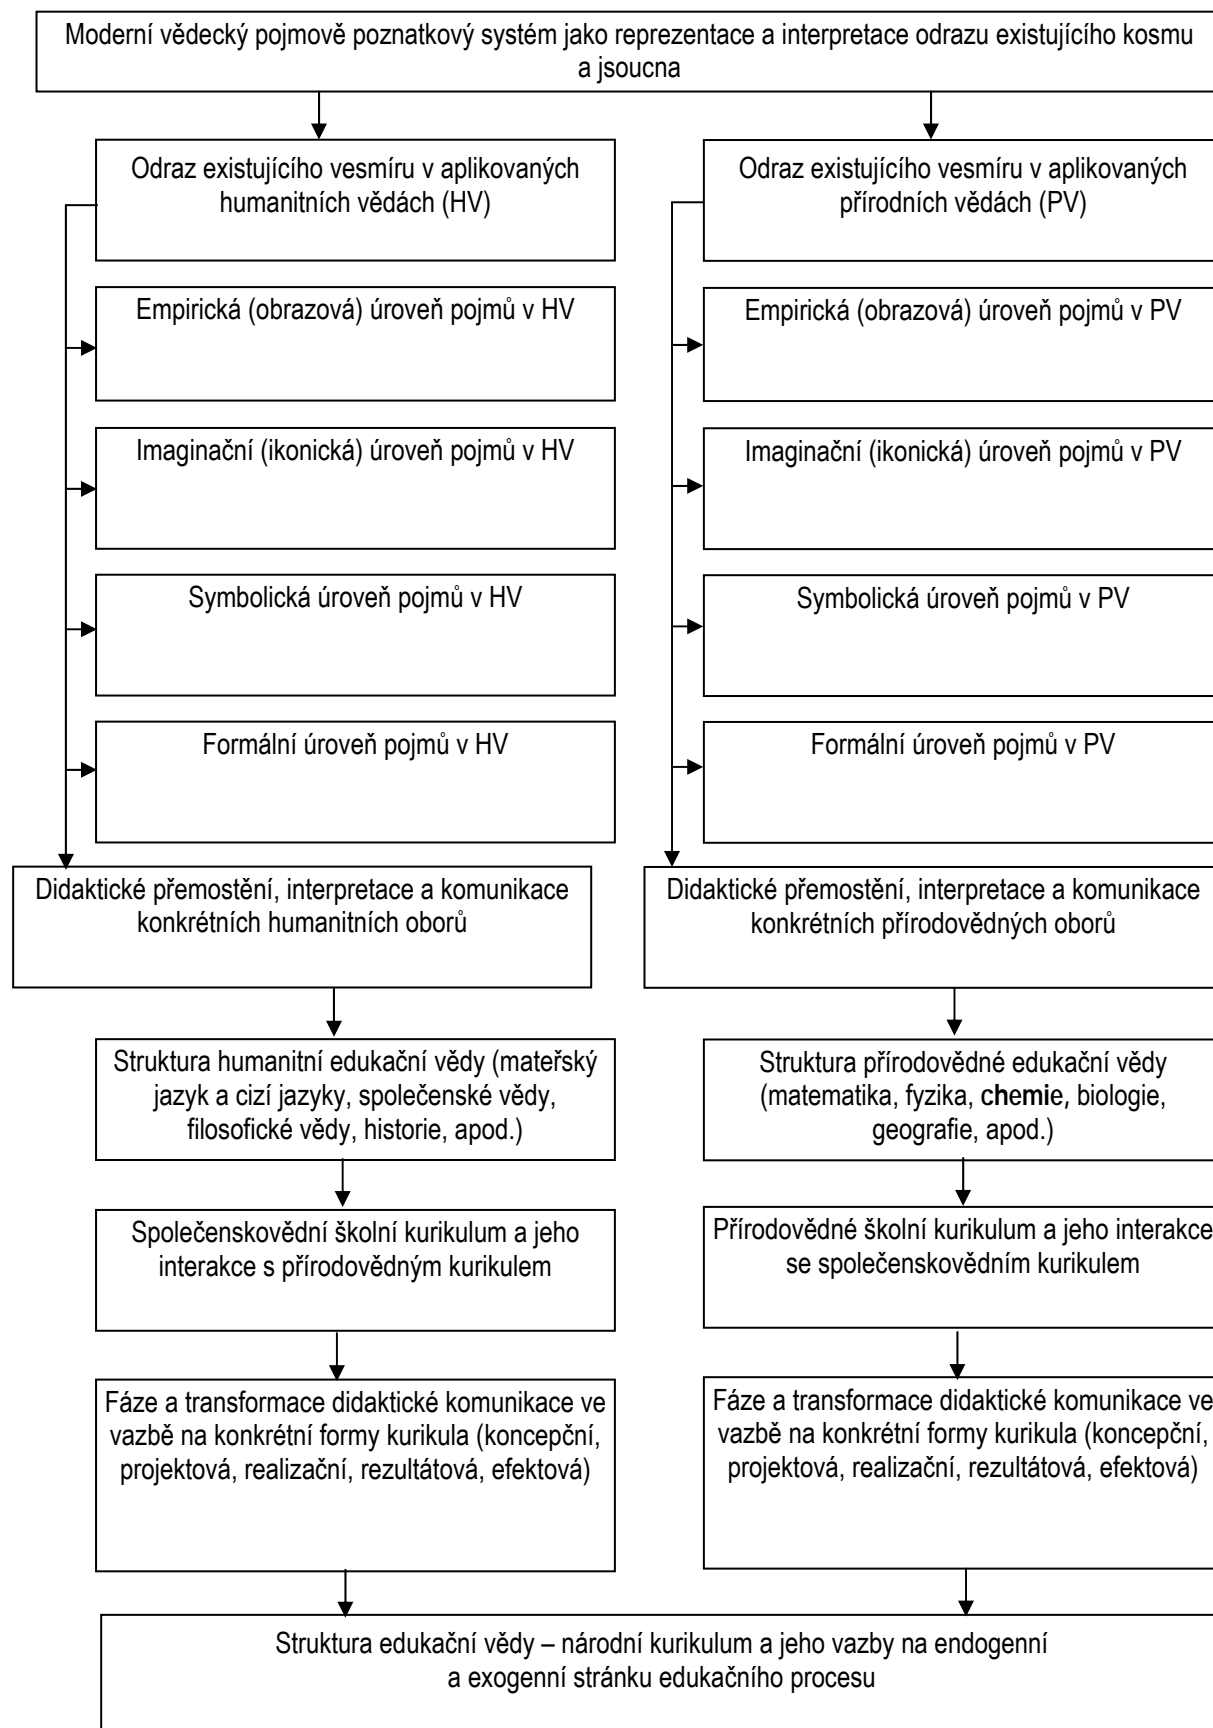 Moderní vědecký pojmově poznatkový systém jako reprezentace a interpretace odrazu existujícího kosmu
a jsoucna
Odraz existujícího vesmíru v aplikovaných
humanitních vědách (HV)
Empirická (obrazová) úroveň pojmů v HV
Imaginační (ikonická) úroveň pojmů v HV
Symbolická úroveň pojmů v HV
Formální úroveň pojmů v HV
Didaktické přemostění, interpretace a komunikace
konkrétních humanitních oborů
Struktura humanitní edukační vědy (mateřský
jazyk a cizí jazyky, společenské vědy,
filosofické vědy, historie, apod.)
Společenskovědní školní kurikulum a jeho
interakce s přírodovědným kurikulem
Fáze a transformace didaktické komunikace ve
vazbě na konkrétní formy kurikula (koncepční,
projektová, realizační, rezultátová, efektová)
Odraz existujícího vesmíru v aplikovaných
přírodních vědách (PV)
Empirická (obrazová) úroveň pojmů v PV
Imaginační (ikonická) úroveň pojmů v PV
Symbolická úroveň pojmů v PV
Formální úroveň pojmů v PV
Didaktické přemostění, interpretace a komunikace
konkrétních přírodovědných oborů
Struktura přírodovědné edukační vědy
(matematika, fyzika, chemie, biologie,
geografie, apod.)
Přírodovědné školní kurikulum a jeho interakce
se společenskovědním kurikulem
Fáze a transformace didaktické komunikace ve
vazbě na konkrétní formy kurikula (koncepční,
projektová, realizační, rezultátová, efektová)
Struktura edukační vědy – národní kurikulum a jeho vazby na endogenní
a exogenní stránku edukačního procesu